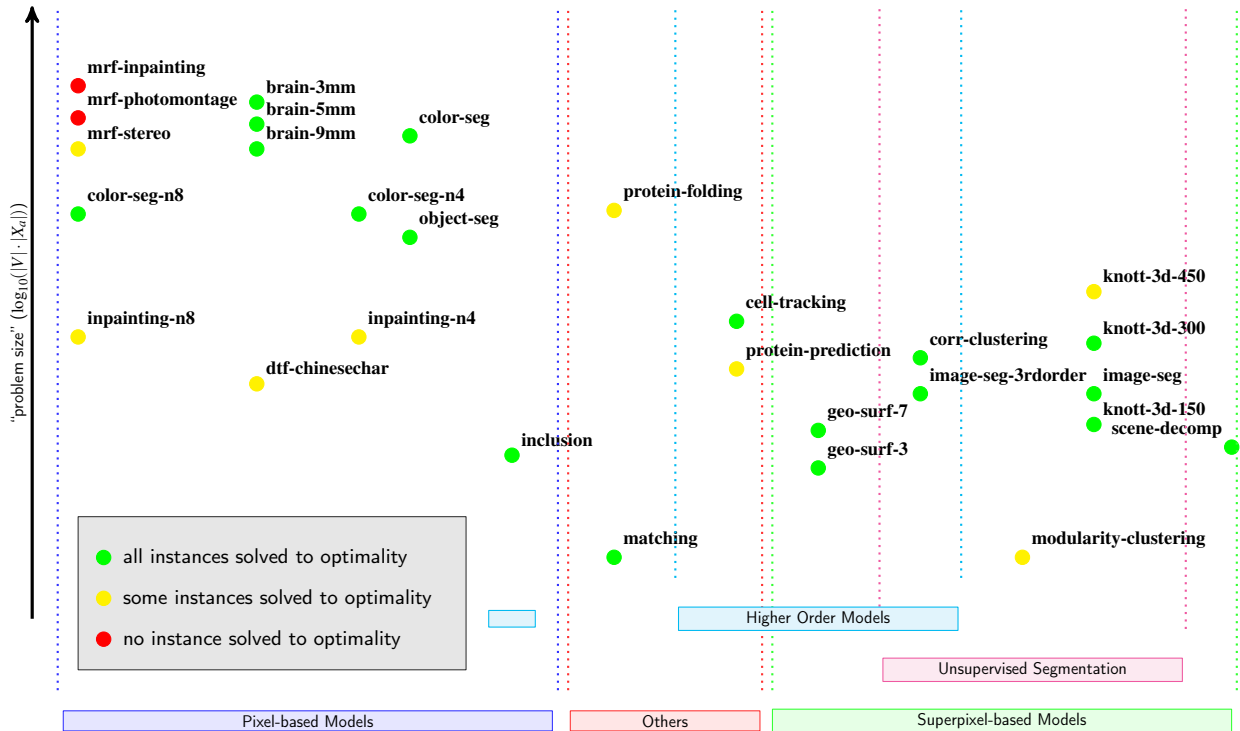 mrf-inpainting
mrf-photomontage
mrf-stereo
brain-3mm
brain-5mm
brain-9mm
color-seg
color-seg-n8
color-seg-n4
object-seg
protein-folding
knott-3d-450
cell-tracking
inpainting-n8
inpainting-n4
knott-3d-300
corr-clustering
protein-prediction
dtf-chinesechar
image-seg-3rdorder
image-seg
knott-3d-150
geo-surf-7
scene-decomp
inclusion
geo-surf-3
matching
modularity-clustering
"problem size" (log₁₀(|V| · |Xₐ|))
all instances solved to optimality
some instances solved to optimality
no instance solved to optimality
Higher Order Models
Unsupervised Segmentation
Pixel-based Models
Others
Superpixel-based Models